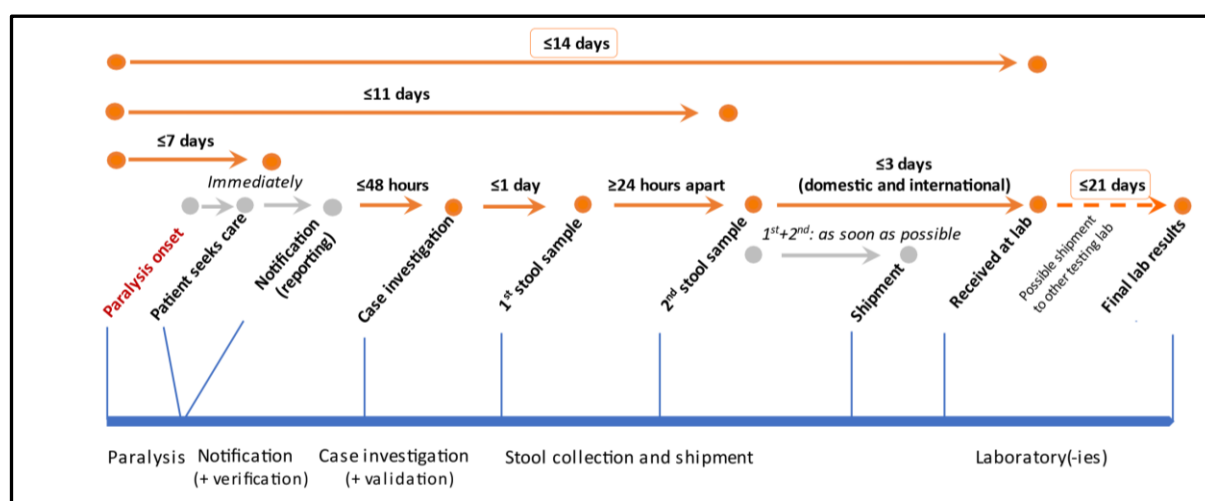 ≤14 days
≤11 days
≤7 days
Immediately
≤48 hours
≤1 day
≥24 hours apart
≤3 days
(domestic and international)
≤21 days
1st+2nd: as soon as possible
Paralysis onset
Patient seeks care
Notification
(reporting)
Case investigation
1st stool sample
2nd stool sample
Shipment
Received at lab
Possible shipment
to other testing lab
Final lab results
Paralysis
Notification
(+ verification)
Case investigation
(+ validation)
Stool collection and shipment
Laboratory(-ies)